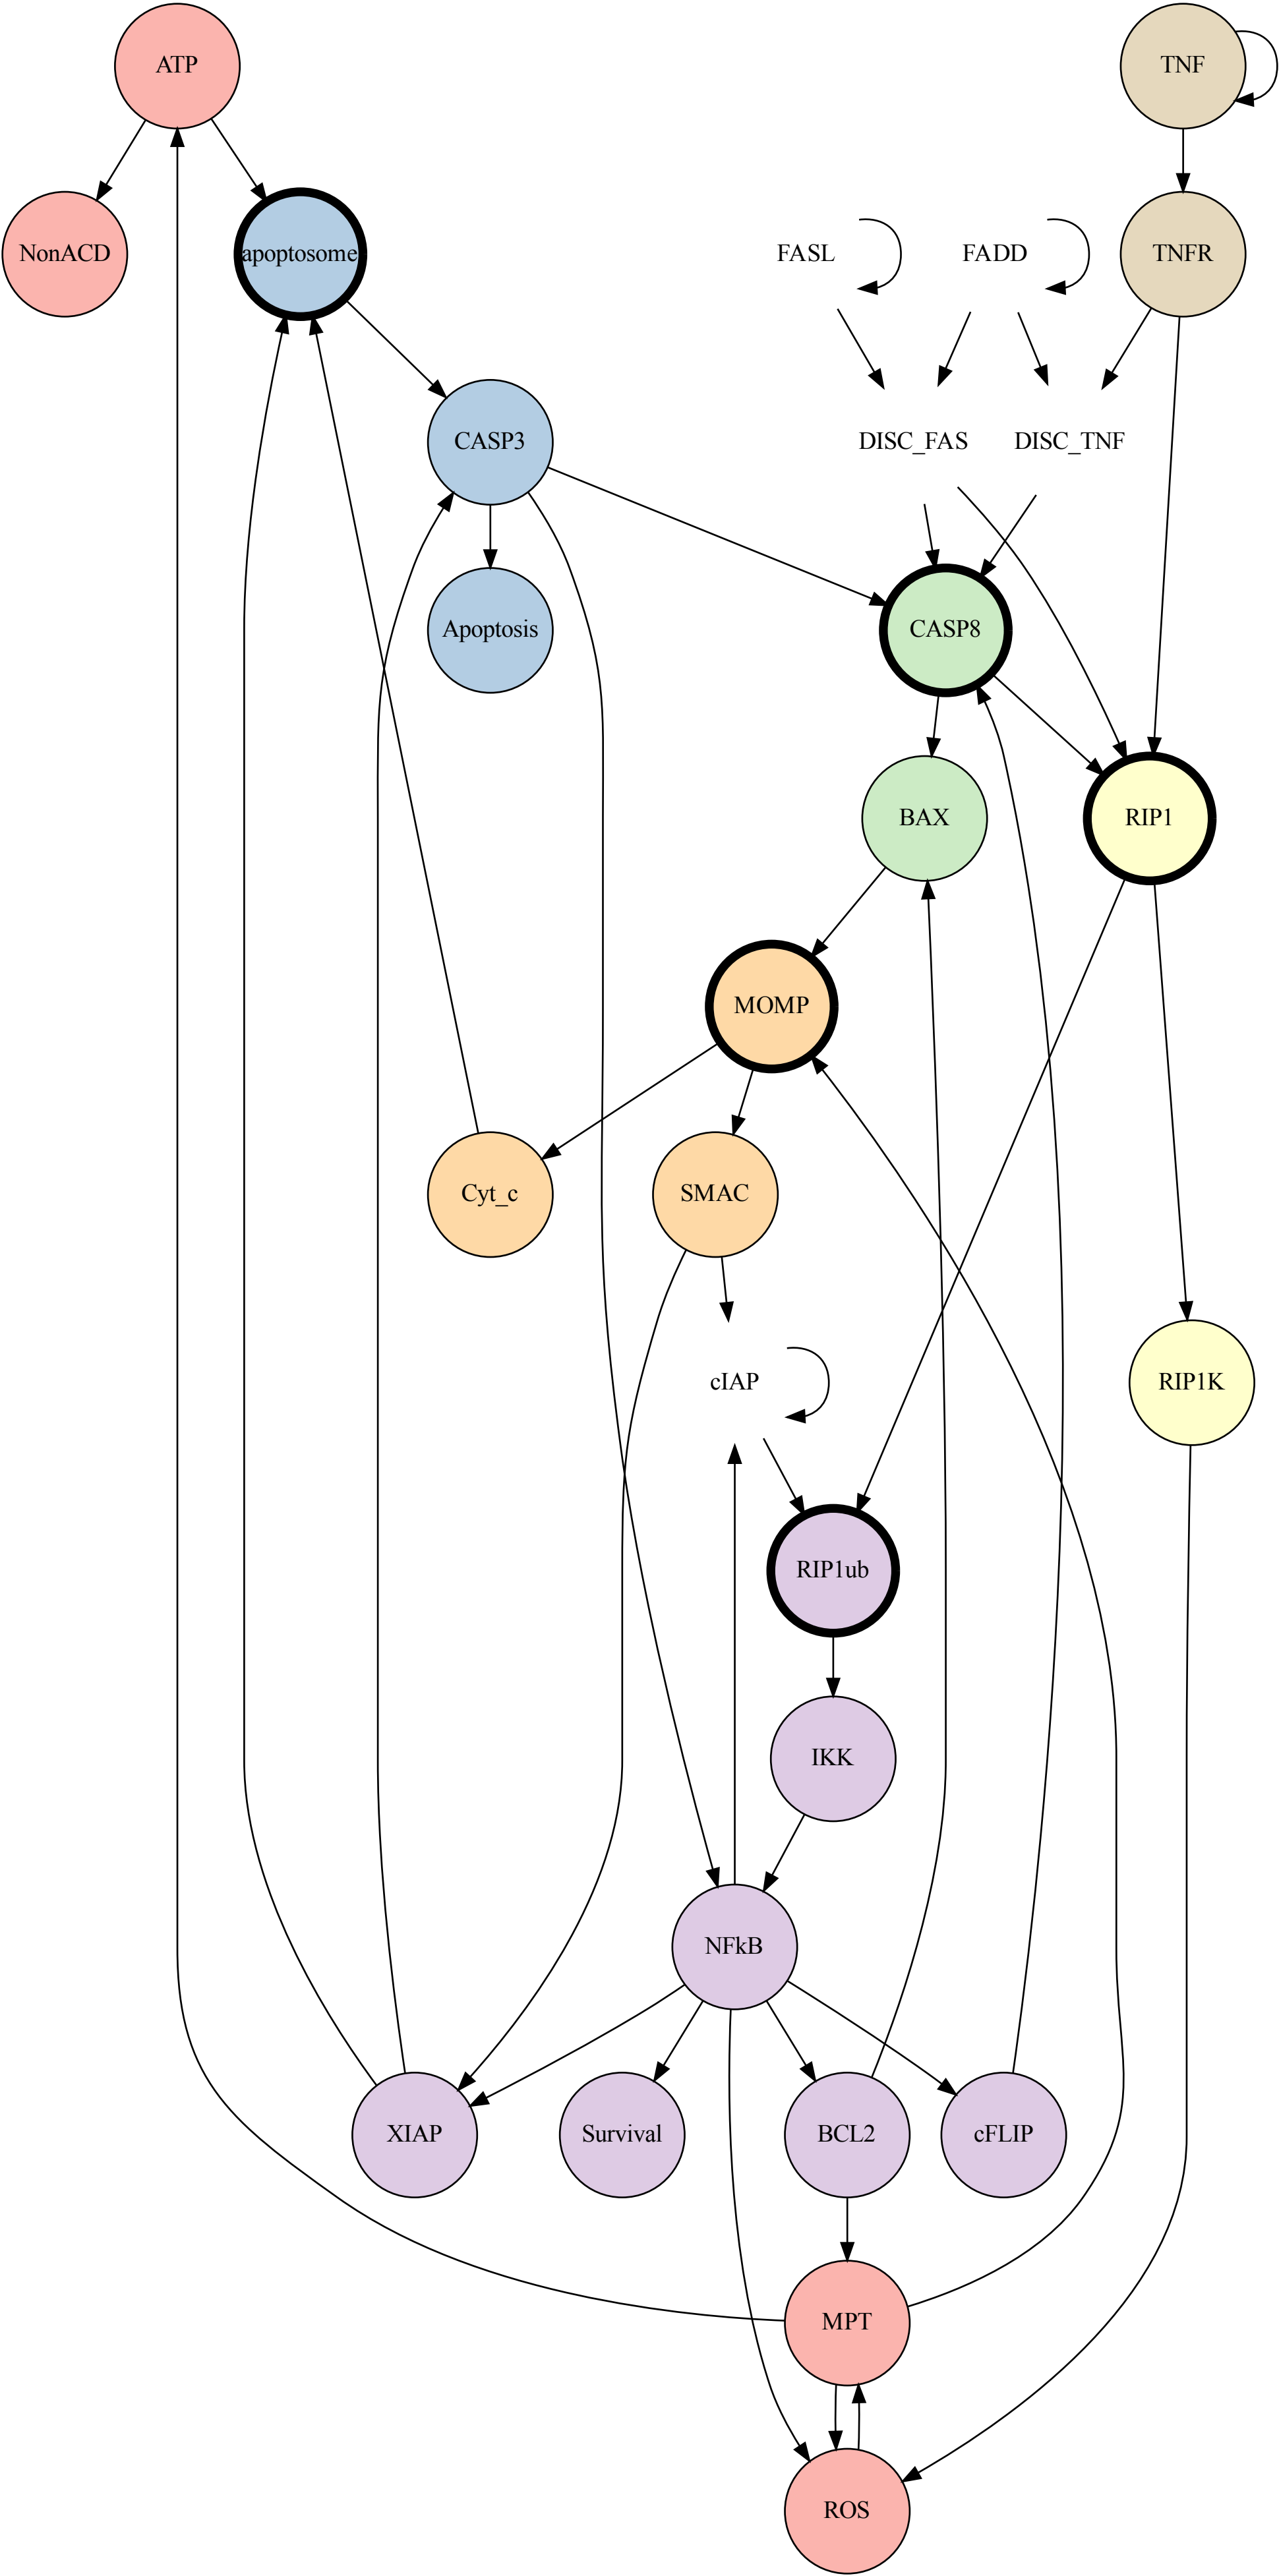 ATP
TNF
NonACD
apoptosome
FASL
FADD
TNFR
CASP3
DISC_FAS
DISC_TNF
Apoptosis
CASP8
BAX
RIP1
MOMP
Cyt_c
SMAC
cIAP
RIP1K
RIP1ub
IKK
NFkB
XIAP
Survival
BCL2
cFLIP
MPT
ROS